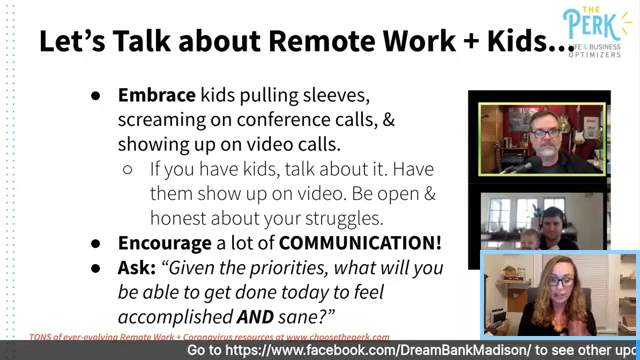 THE
PERK
LIFE & BUSINESS
OPTIMIZERS
Let's Talk about Remote Work + Kids...
● Embrace kids pulling sleeves,
screaming on conference calls, &
showing up on video calls.
○ If you have kids, talk about it. Have
them show up on video. Be open &
honest about your struggles.
● Encourage a lot of COMMUNICATION!
● Ask: “Given the priorities, what will you
be able to get done today to feel
accomplished AND sane?”
TONS of ever-evolving Remote Work + Coronavirus resources at www.choosetheperk.com
Go to https://www.facebook.com/DreamBankMadison/ to see other upc